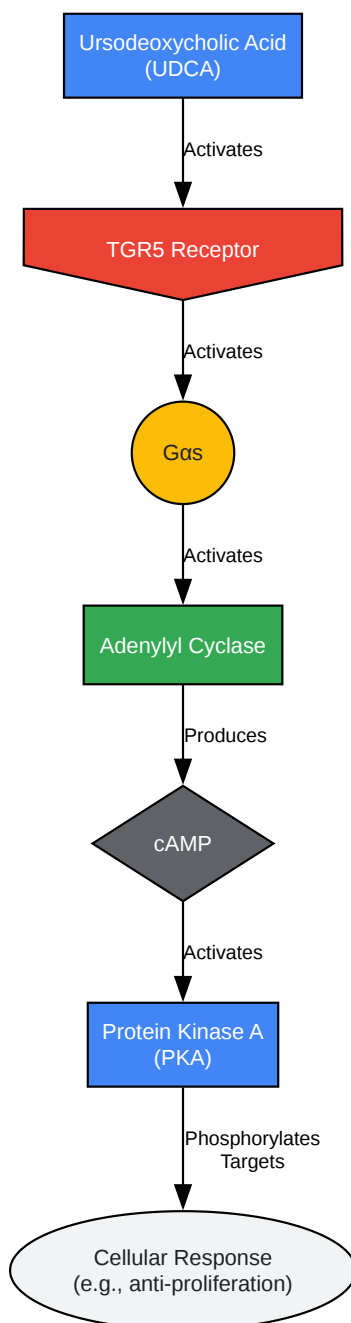 Ursodeoxycholic Acid
(UDCA)
Activates
TGR5 Receptor
Activates
Gαs
Activates
Adenylyl Cyclase
Produces
cAMP
Activates
Protein Kinase A
(PKA)
Phosphorylates
Targets
Cellular Response
(e.g., anti-proliferation)